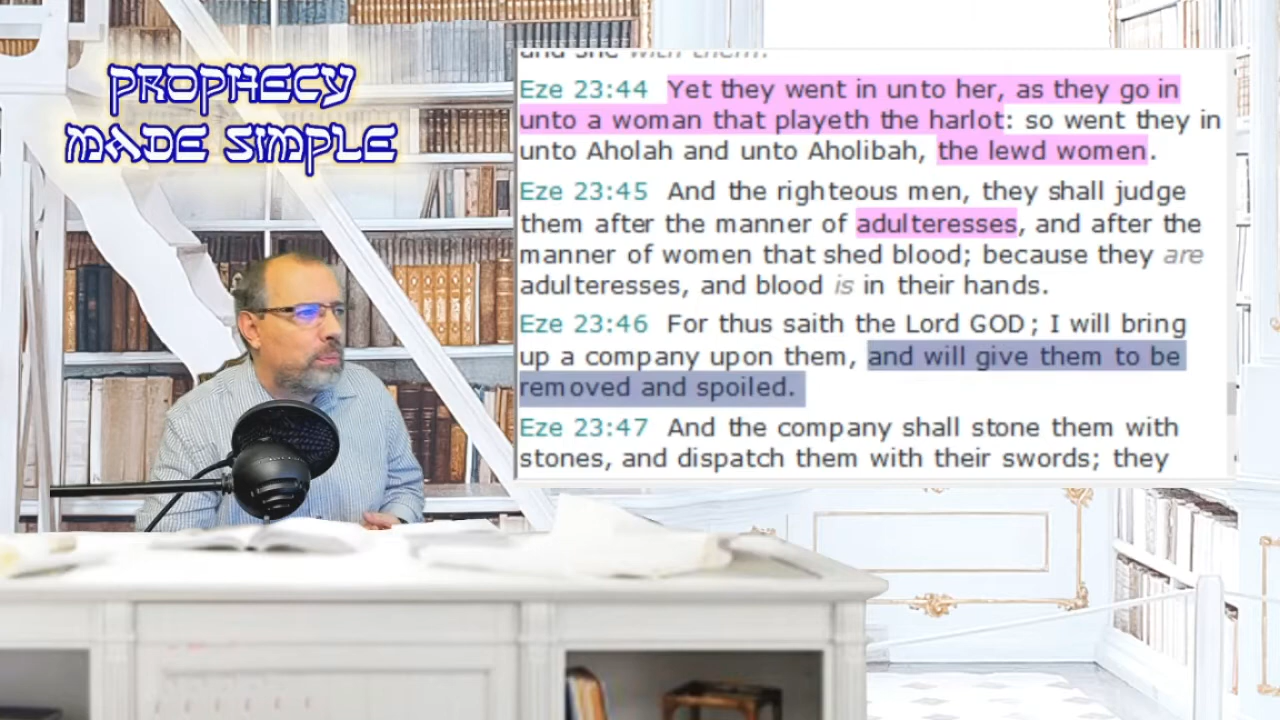 PROPHECY
MADE SIMPLE
and she with them.
Eze 23:44 Yet they went in unto her, as they go in
unto a woman that playeth the harlot: so went they in
unto Aholah and unto Aholibah, the lewd women.
Eze 23:45 And the righteous men, they shall judge
them after the manner of adulteresses, and after the
manner of women that shed blood; because they are
adulteresses, and blood is in their hands.
Eze 23:46 For thus saith the Lord GOD; I will bring
up a company upon them, and will give them to be
removed and spoiled.
Eze 23:47 And the company shall stone them with
stones, and dispatch them with their swords; they